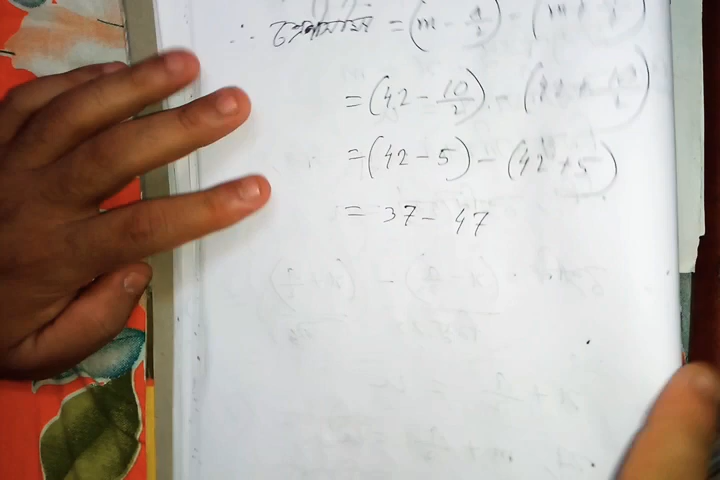 ∴ = (m - a/2) - (m + a/2)
= (42 - 10/2) - (42 + 10/2)
= (42 - 5) - (42 + 5)
= 37 - 47